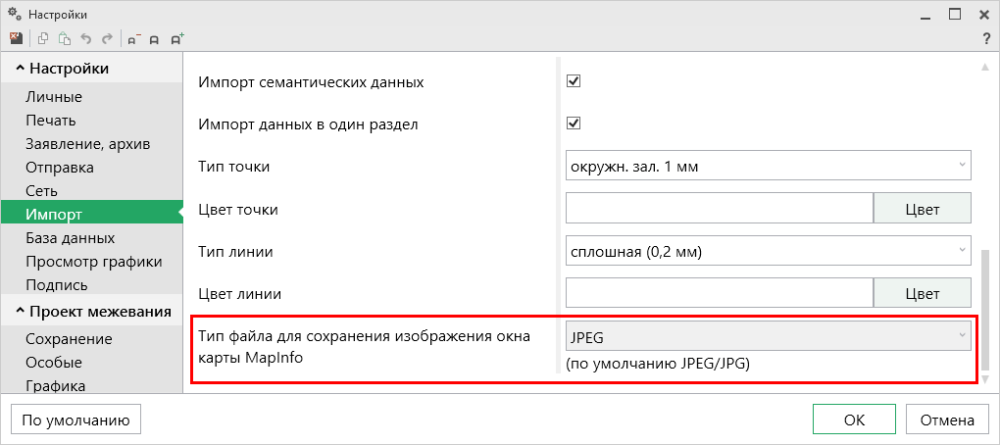 Настройки
?
Настройки
Личные
Печать
Заявление, архив
Отправка
Сеть
Импорт
База данных
Просмотр графики
Подпись
Проект межевания
Сохранение
Особые
Графика
Импорт семантических данных
Импорт данных в один раздел
Тип точки
окружн. зал. 1 мм
Цвет точки
Цвет
Тип линии
сплошная (0,2 мм)
Цвет линии
Цвет
Тип файла для сохранения изображения окна
карты MapInfo
JPEG
(по умолчанию JPEG/JPG)
По умолчанию
ОК
Отмена